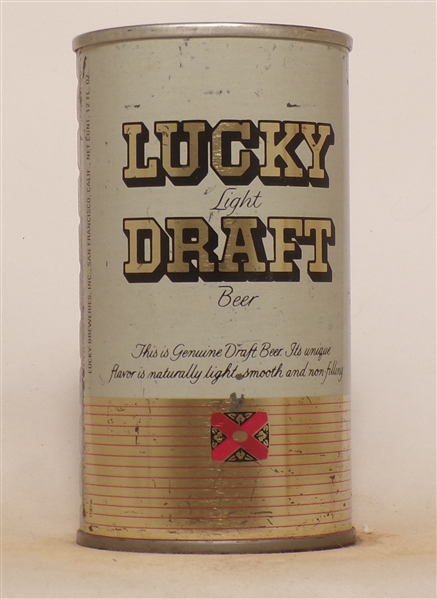 LUCKY
Light
DRAFT
Beer
This is Genuine Draft Beer. Its unique
flavor is naturally light, smooth and non-filling
LUCKY BREWERIES, INC., SAN FRANCISCO, CALIF., NET CONT. 12 FL. OZ.